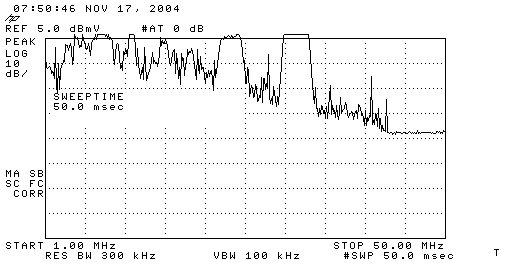 07:50:46 NOV 17, 2004
hp
REF 5.0 dBmV #AT 0 dB
PEAK
LOG
10
dB/
SWEEPTIME
50.0 msec
MA SB
SC FC
CORR
START 1.00 MHz STOP 50.00 MHz
RES BW 300 kHz VBW 100 kHz #SWP 50.0 msec
T